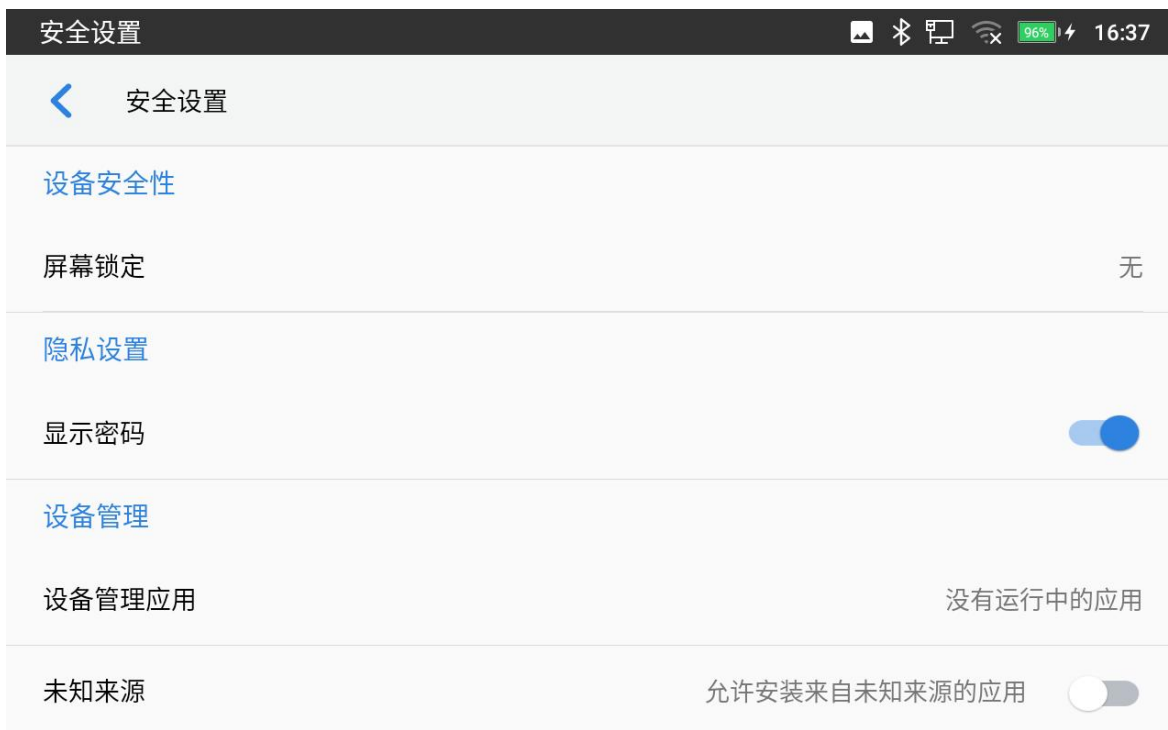 安全设置 96% 16:37
安全设置
设备安全性
屏幕锁定 无
隐私设置
显示密码
设备管理
设备管理应用 没有运行中的应用
未知来源 允许安装来自未知来源的应用